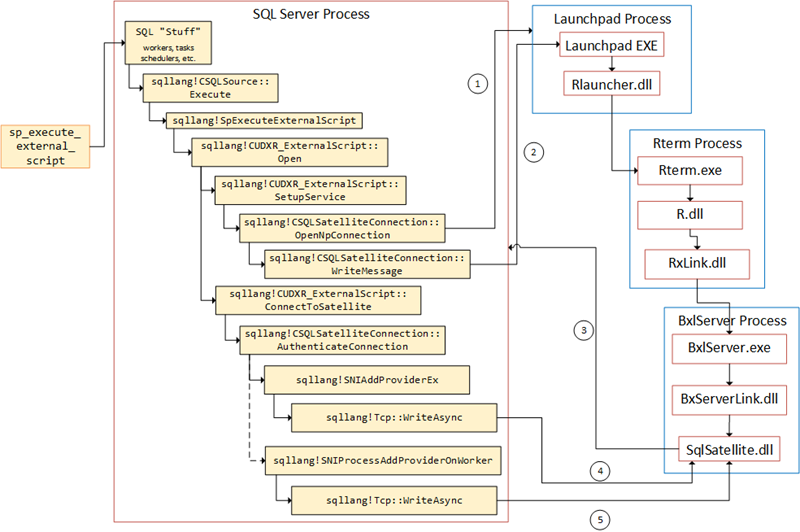 SQL Server Process
SQL "Stuff"
workers, tasks
schedulers, etc.
sqllang!CSQLSource::
Execute
sqllang!SpExecuteExternalScript
sqllang!CUDXR_ExternalScript::
Open
sqllang!CUDXR_ExternalScript::
SetupService
sqllang!CSQLSatelliteConnection::
OpenNpConnection
sqllang!CSQLSatelliteConnection::
WriteMessage
sqllang!CUDXR_ExternalScript::
ConnectToSatellite
sqllang!CSQLSatelliteConnection::
AuthenticateConnection
sqllang!SNIAddProviderEx
sqllang!Tcp::WriteAsync
sqllang!SNIProcessAddProviderOnWorker
sqllang!Tcp::WriteAsync
sp_execute_
external_
script
1
2
3
4
5
Launchpad Process
Launchpad EXE
Rlauncher.dll
Rterm Process
Rterm.exe
R.dll
RxLink.dll
BxlServer Process
BxlServer.exe
BxServerLink.dll
SqlSatellite.dll